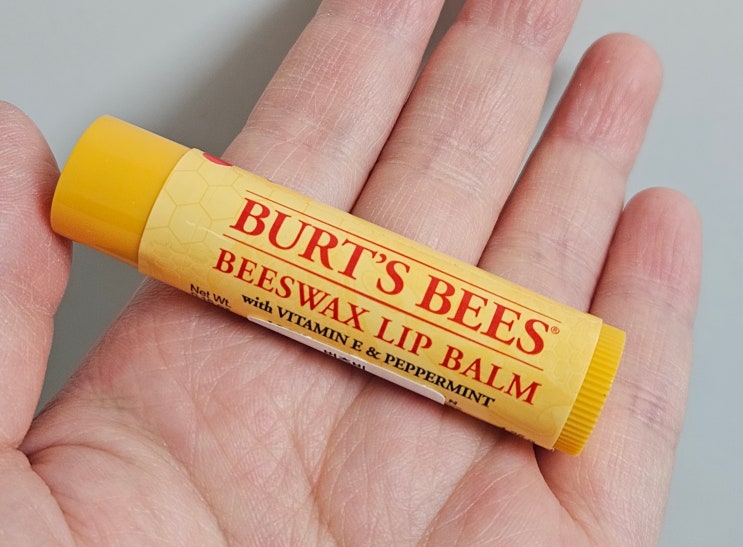 BURT'S BEES®
BEESWAX LIP BALM
with VITAMIN E & PEPPERMINT
Net Wt.